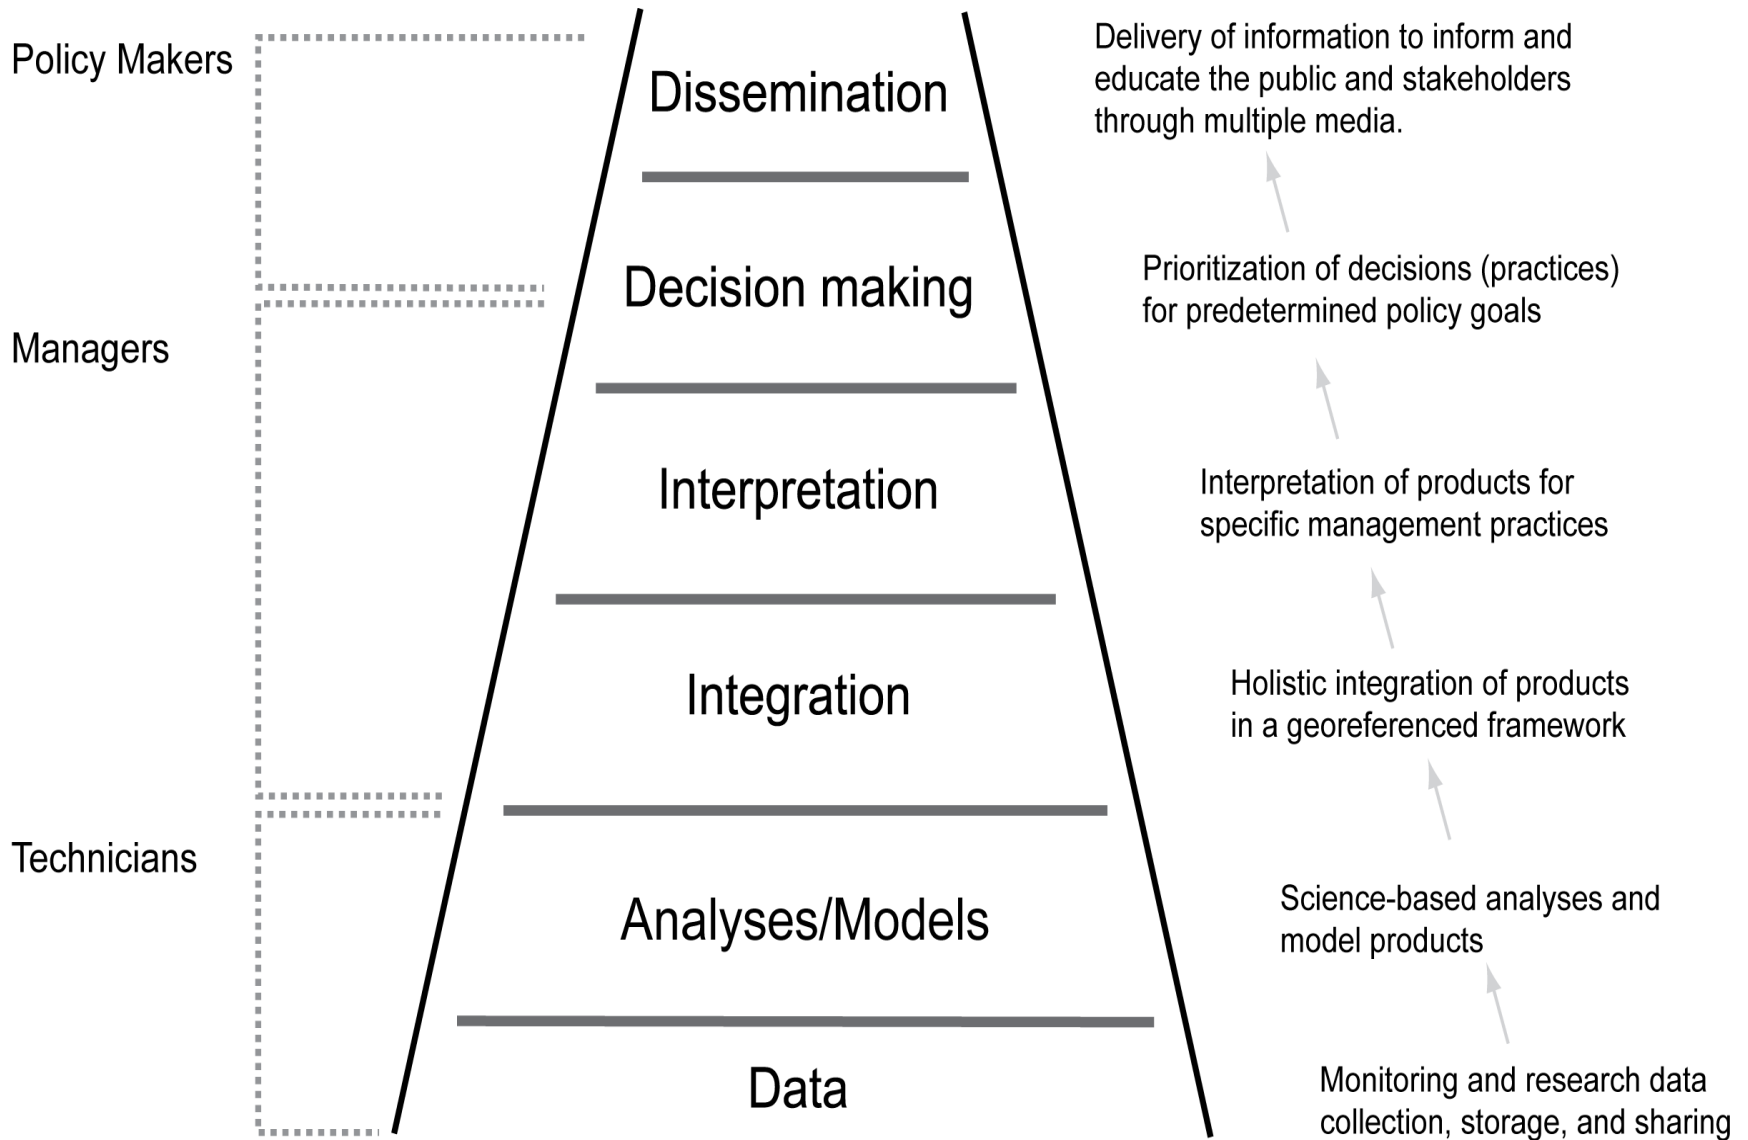 Policy Makers
Dissemination
Delivery of information to inform and
educate the public and stakeholders
through multiple media.
Decision making
Prioritization of decisions (practices)
for predetermined policy goals
Managers
Interpretation
Interpretation of products for
specific management practices
Integration
Holistic integration of products
in a georeferenced framework
Technicians
Analyses/Models
Science-based analyses and
model products
Data
Monitoring and research data
collection, storage, and sharing